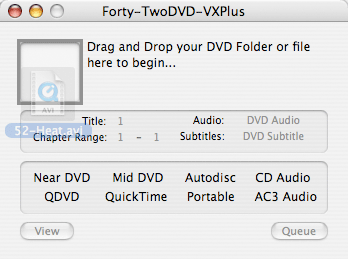 Forty-TwoDVD-VXPlus
Drag and Drop your DVD Folder or file
here to begin...
AVI
52-Heat.avi
Title: 1 Audio: DVD Audio
Chapter Range: 1 - 1 Subtitles: DVD Subtitle
Near DVD Mid DVD Autodisc CD Audio
QDVD QuickTime Portable AC3 Audio
View Queue